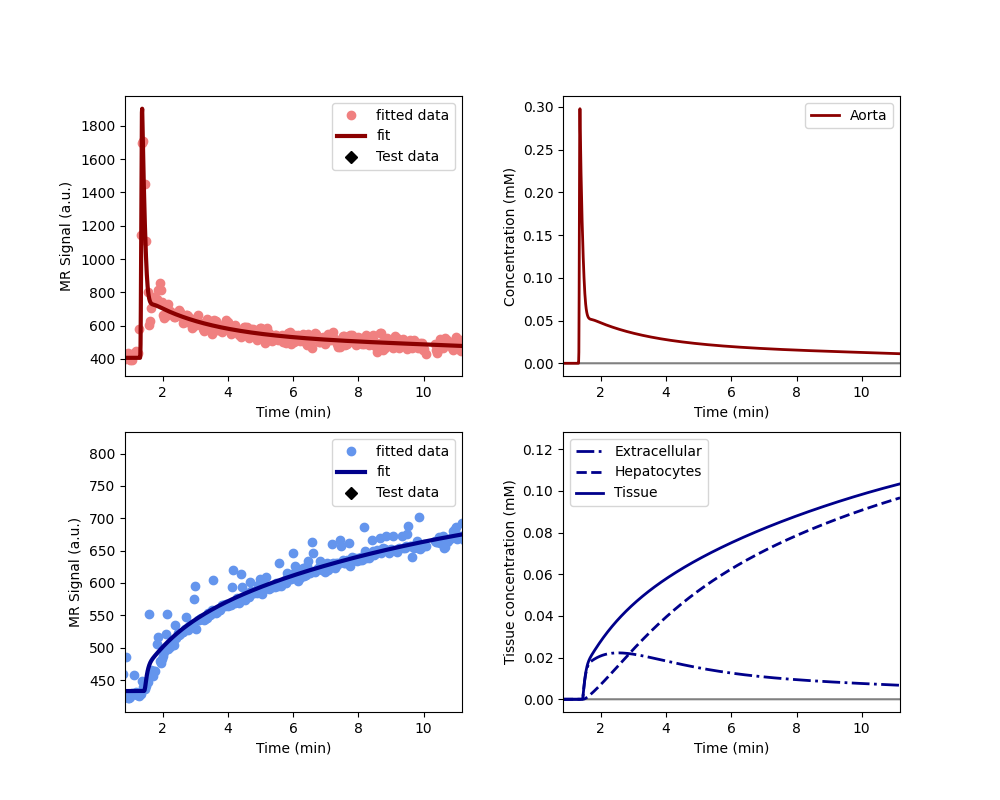 MR Signal (a.u.)
1800
1600
1400
1200
1000
800
600
400
fitted data
fit
Test data
2 4 6 8 10
Time (min)
Concentration (mM)
0.30
0.25
0.20
0.15
0.10
0.05
0.00
Aorta
2 4 6 8 10
Time (min)
MR Signal (a.u.)
800
750
700
650
600
550
500
450
fitted data
fit
Test data
2 4 6 8 10
Time (min)
Tissue concentration (mM)
0.12
0.10
0.08
0.06
0.04
0.02
0.00
Extracellular
Hepatocytes
Tissue
2 4 6 8 10
Time (min)